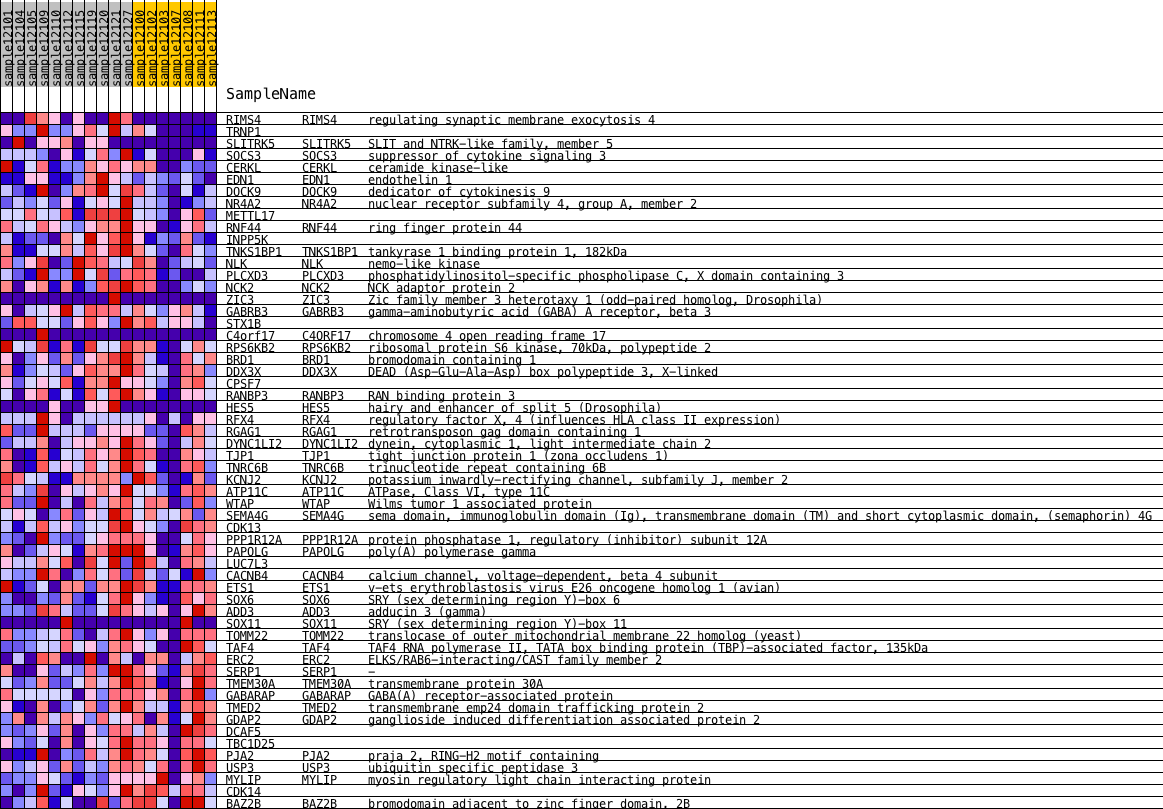 sample12101
sample12104
sample12105
sample12109
sample12110
sample12112
sample12115
sample12119
sample12120
sample12121
sample12127
sample12100
sample12102
sample12103
sample12107
sample12108
sample12111
sample12113
SampleName
RIMS4 RIMS4 regulating synaptic membrane exocytosis 4
TRNP1
SLITRK5 SLITRK5 SLIT and NTRK-like family, member 5
SOCS3 SOCS3 suppressor of cytokine signaling 3
CERKL CERKL ceramide kinase-like
EDN1 EDN1 endothelin 1
DOCK9 DOCK9 dedicator of cytokinesis 9
NR4A2 NR4A2 nuclear receptor subfamily 4, group A, member 2
METTL17
RNF44 RNF44 ring finger protein 44
INPP5K
TNKS1BP1 TNKS1BP1 tankyrase 1 binding protein 1, 182kDa
NLK NLK nemo-like kinase
PLCXD3 PLCXD3 phosphatidylinositol-specific phospholipase C, X domain containing 3
NCK2 NCK2 NCK adaptor protein 2
ZIC3 ZIC3 Zic family member 3 heterotaxy 1 (odd-paired homolog, Drosophila)
GABRB3 GABRB3 gamma-aminobutyric acid (GABA) A receptor, beta 3
STX1B
C4orf17 C4ORF17 chromosome 4 open reading frame 17
RPS6KB2 RPS6KB2 ribosomal protein S6 kinase, 70kDa, polypeptide 2
BRD1 BRD1 bromodomain containing 1
DDX3X DDX3X DEAD (Asp-Glu-Ala-Asp) box polypeptide 3, X-linked
CPSF7
RANBP3 RANBP3 RAN binding protein 3
HES5 HES5 hairy and enhancer of split 5 (Drosophila)
RFX4 RFX4 regulatory factor X, 4 (influences HLA class II expression)
RGAG1 RGAG1 retrotransposon gag domain containing 1
DYNC1LI2 DYNC1LI2 dynein, cytoplasmic 1, light intermediate chain 2
TJP1 TJP1 tight junction protein 1 (zona occludens 1)
TNRC6B TNRC6B trinucleotide repeat containing 6B
KCNJ2 KCNJ2 potassium inwardly-rectifying channel, subfamily J, member 2
ATP11C ATP11C ATPase, Class VI, type 11C
WTAP WTAP Wilms tumor 1 associated protein
SEMA4G SEMA4G sema domain, immunoglobulin domain (Ig), transmembrane domain (TM) and short cytoplasmic domain, (semaphorin) 4G
CDK13
PPP1R12A PPP1R12A protein phosphatase 1, regulatory (inhibitor) subunit 12A
PAPOLG PAPOLG poly(A) polymerase gamma
LUC7L3
CACNB4 CACNB4 calcium channel, voltage-dependent, beta 4 subunit
ETS1 ETS1 v-ets erythroblastosis virus E26 oncogene homolog 1 (avian)
SOX6 SOX6 SRY (sex determining region Y)-box 6
ADD3 ADD3 adducin 3 (gamma)
SOX11 SOX11 SRY (sex determining region Y)-box 11
TOMM22 TOMM22 translocase of outer mitochondrial membrane 22 homolog (yeast)
TAF4 TAF4 TAF4 RNA polymerase II, TATA box binding protein (TBP)-associated factor, 135kDa
ERC2 ERC2 ELKS/RAB6-interacting/CAST family member 2
SERP1 SERP1 -
TMEM30A TMEM30A transmembrane protein 30A
GABARAP GABARAP GABA(A) receptor-associated protein
TMED2 TMED2 transmembrane emp24 domain trafficking protein 2
GDAP2 GDAP2 ganglioside induced differentiation associated protein 2
DCAF5
TBC1D25
PJA2 PJA2 praja 2, RING-H2 motif containing
USP3 USP3 ubiquitin specific peptidase 3
MYLIP MYLIP myosin regulatory light chain interacting protein
CDK14
BAZ2B BAZ2B bromodomain adjacent to zinc finger domain, 2B